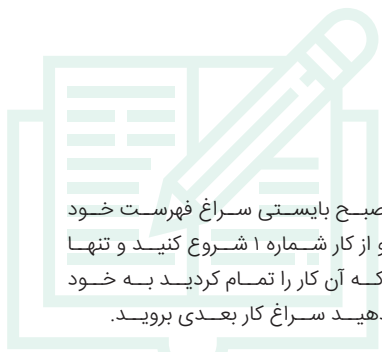 صبح بایستی سراغ فهرست خود
و از کار شماره ۱ شروع کنید و تنها
که آن کار را تمام کردید به خود
دهید سراغ کار بعدی بروید.